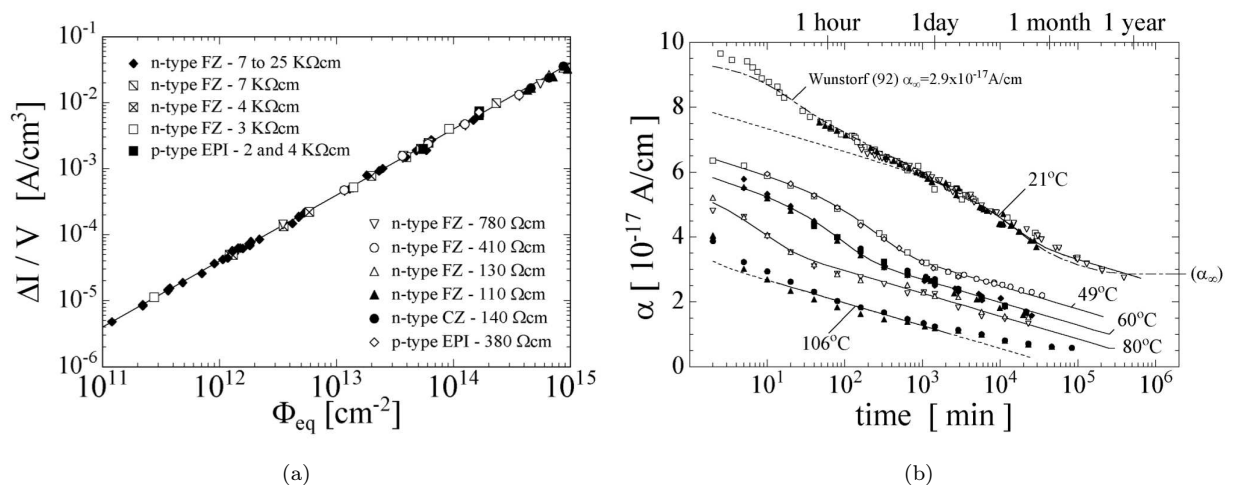 10⁻¹
10⁻²
10⁻³
10⁻⁴
10⁻⁵
10⁻⁶
ΔI / V [A/cm³]
n-type FZ - 7 to 25 KΩcm
n-type FZ - 7 KΩcm
n-type FZ - 4 KΩcm
n-type FZ - 3 KΩcm
p-type EPI - 2 and 4 KΩcm
n-type FZ - 780 Ωcm
n-type FZ - 410 Ωcm
n-type FZ - 130 Ωcm
n-type FZ - 110 Ωcm
n-type CZ - 140 Ωcm
p-type EPI - 380 Ωcm
10¹¹ 10¹² 10¹³ 10¹⁴ 10¹⁵
Φeq [cm⁻²]
(a)
1 hour 1day 1 month 1 year
10
8
6
4
2
0
α [ 10⁻¹⁷ A/cm ]
Wunstorf (92) α∞=2.9x10⁻¹⁷A/cm
21°C
(α∞)
49°C
60°C
80°C
106°C
10¹ 10² 10³ 10⁴ 10⁵ 10⁶
time [ min ]
(b)